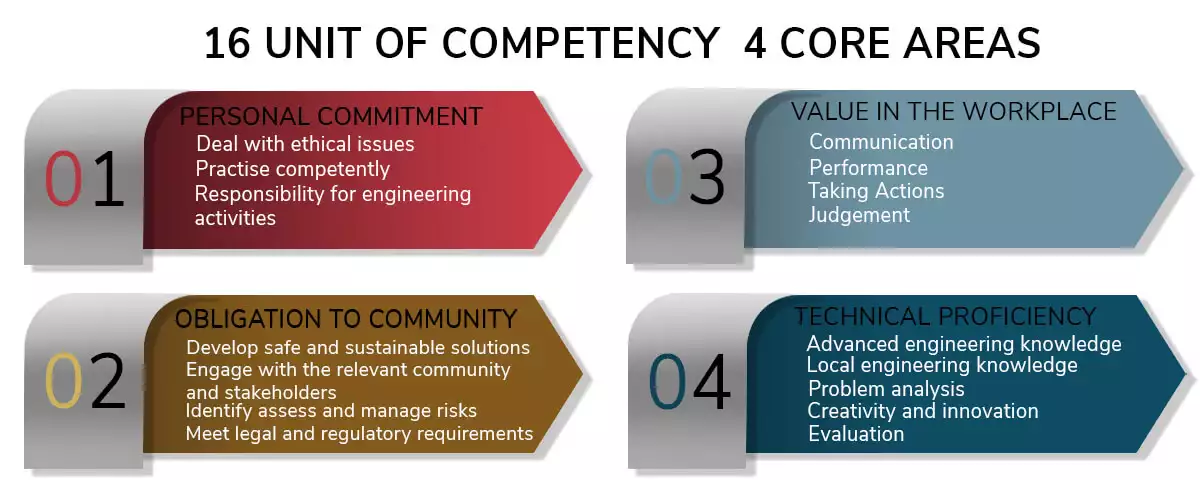 16 UNIT OF COMPETENCY 4 CORE AREAS
01
PERSONAL COMMITMENT
Deal with ethical issues
Practise competently
Responsibility for engineering
activities
02
OBLIGATION TO COMMUNITY
Develop safe and sustainable solutions
Engage with the relevant community
and stakeholders
Identify assess and manage risks
Meet legal and regulatory requirements
03
VALUE IN THE WORKPLACE
Communication
Performance
Taking Actions
Judgement
04
TECHNICAL PROFICIENCY
Advanced engineering knowledge
Local engineering knowledge
Problem analysis
Creativity and innovation
Evaluation